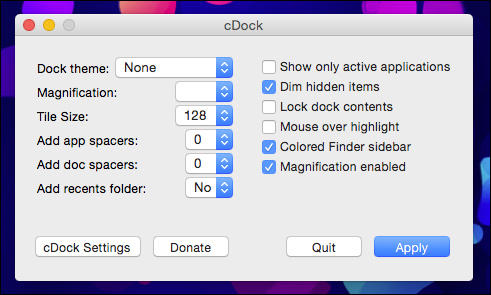 cDock
Dock theme: None
Magnification:
Tile Size: 128
Add app spacers: 0
Add doc spacers: 0
Add recents folder: No
Show only active applications
Dim hidden items
Lock dock contents
Mouse over highlight
Colored Finder sidebar
Magnification enabled
cDock Settings Donate Quit Apply